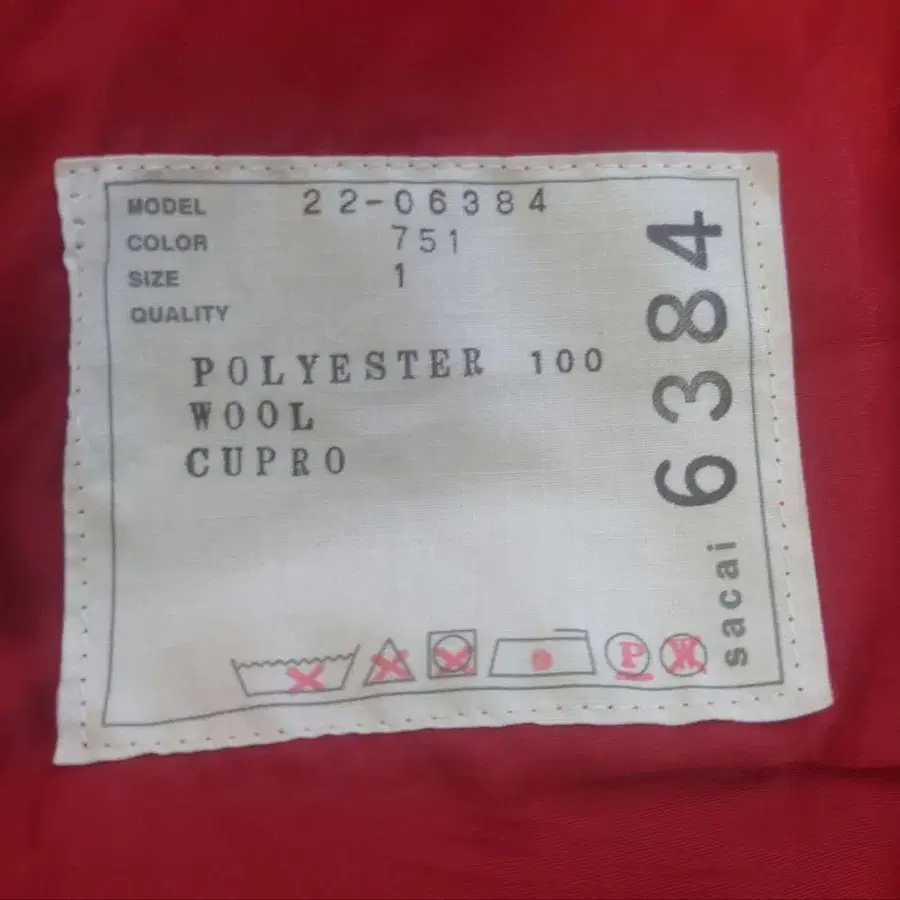 MODEL 22-06384
COLOR 751
SIZE 1
QUALITY
POLYESTER 100
WOOL
CUPRO
P W
sacai 6384